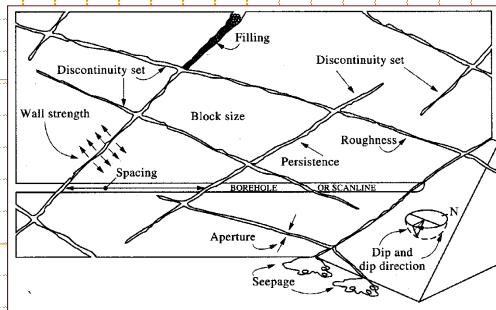 Filling
Discontinuity set
Discontinuity set
Wall strength
Block size
Roughness
Persistence
Spacing
BOREHOLE OR SCANLINE
N
Aperture
Dip and
dip direction
Seepage